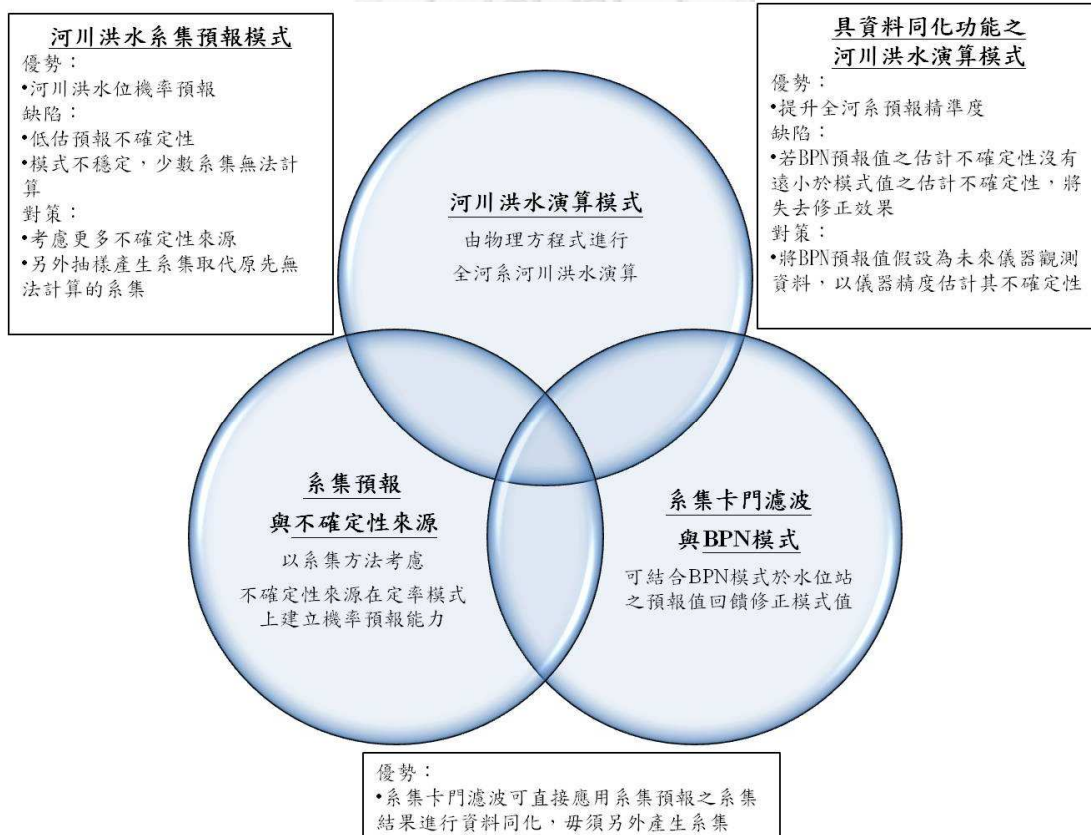 河川洪水系集預報模式
優勢：
•河川洪水位機率預報
缺陷：
•低估預報不確定性
•模式不穩定，少數系集無法計
算
對策：
•考慮更多不確定性來源
•另外抽樣產生系集取代原先無
法計算的系集
具資料同化功能之
河川洪水演算模式
優勢：
•提升全河系預報精準度
缺陷：
•若BPN預報值之估計不確定性沒有
遠小於模式值之估計不確定性，將
失去修正效果
對策：
•將BPN預報值假設為未來儀器觀測
資料，以儀器精度估計其不確定性
河川洪水演算模式
由物理方程式進行
全河系河川洪水演算
系集預報
與不確定性來源
以系集方法考慮
不確定性來源在定率模式
上建立機率預報能力
系集卡門濾波
與BPN模式
可結合BPN模式於水位站
之預報值回饋修正模式值
優勢：
•系集卡門濾波可直接應用系集預報之系集
結果進行資料同化，毋須另外產生系集